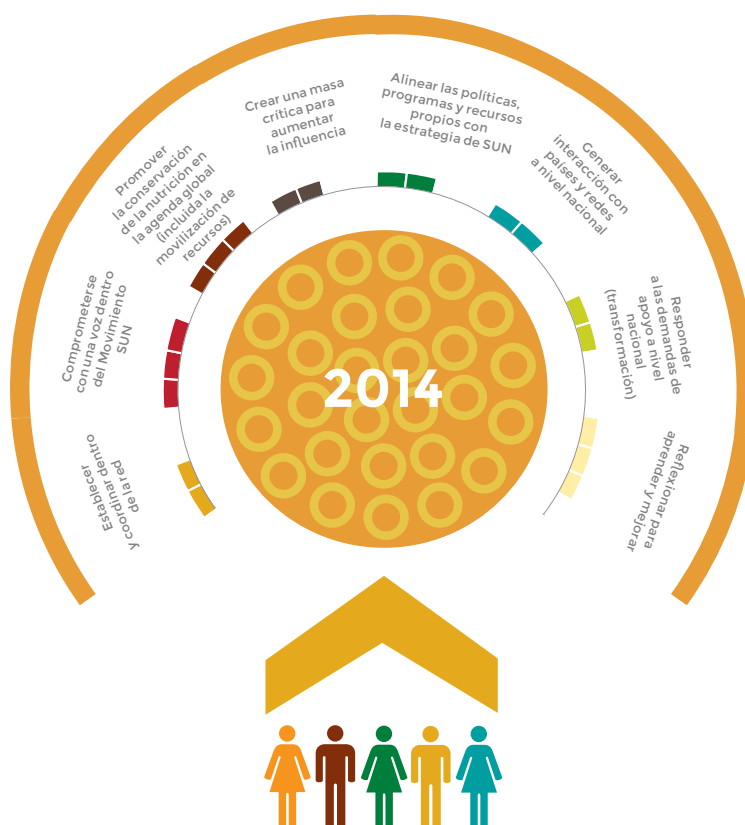 Establecer
y coordinar dentro
de la red
Comprometerse
con una voz dentro
del Movimiento
SUN
Promover
la conservación
de la nutrición en
la agenda global
(incluida la
movilización de
recursos)
Crear una masa
crítica para
aumentar
la influencia
Alinear las políticas,
programas y recursos
propios con
la estrategia de SUN
Generar
interacción con
países y redes
a nivel nacional
Responder
a las demandas de
apoyo a nivel
nacional
(transformación)
Reflexionar para
aprender y mejorar
2014